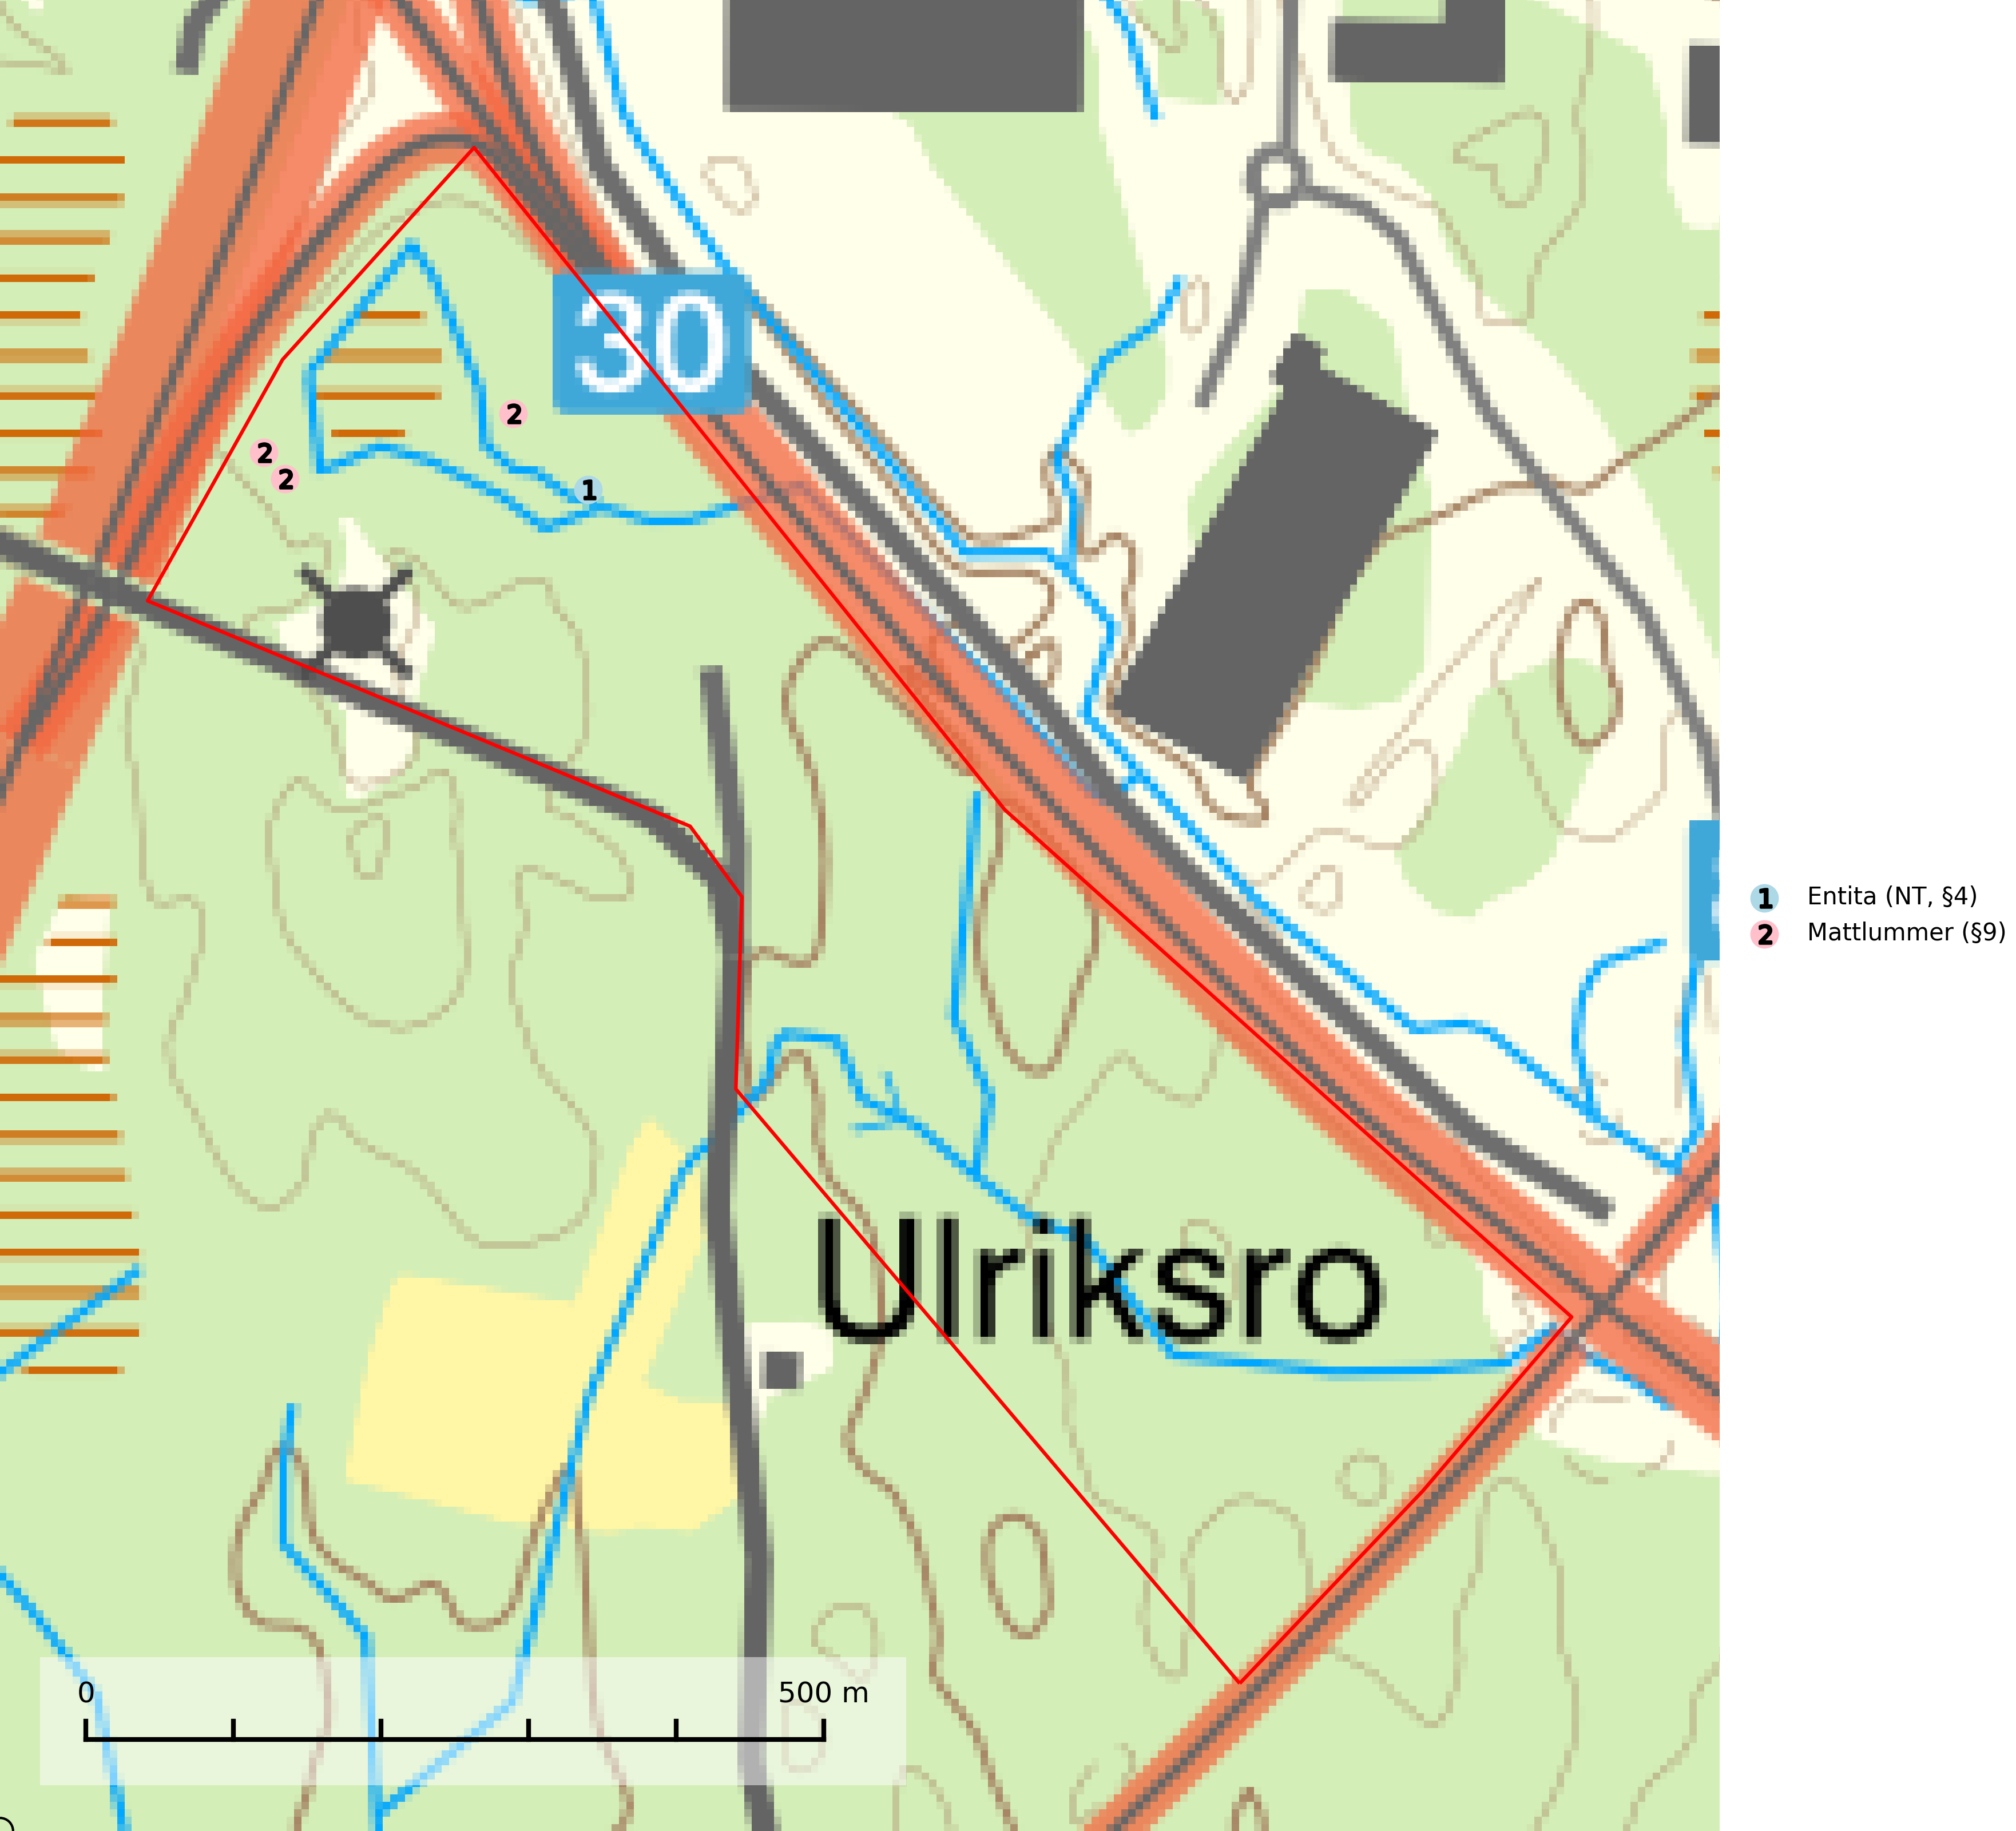 30
2
2
2
1
1 Entita (NT, §4)
2 Mattlummer (§9)
Ulriksro
0 500 m